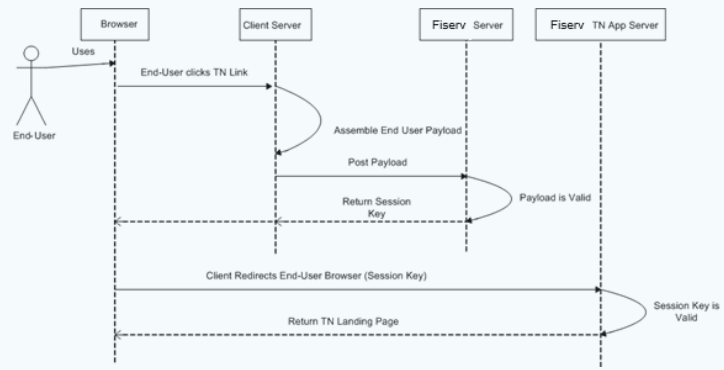 Browser
Client Server
Fiserv Server
Fiserv TN App Server
Uses
End-User clicks TN Link
End-User
Assemble End User Payload
Post Payload
Payload is Valid
Return Session
Key
Client Redirects End-User Browser (Session Key)
Session Key is
Valid
Return TN Landing Page